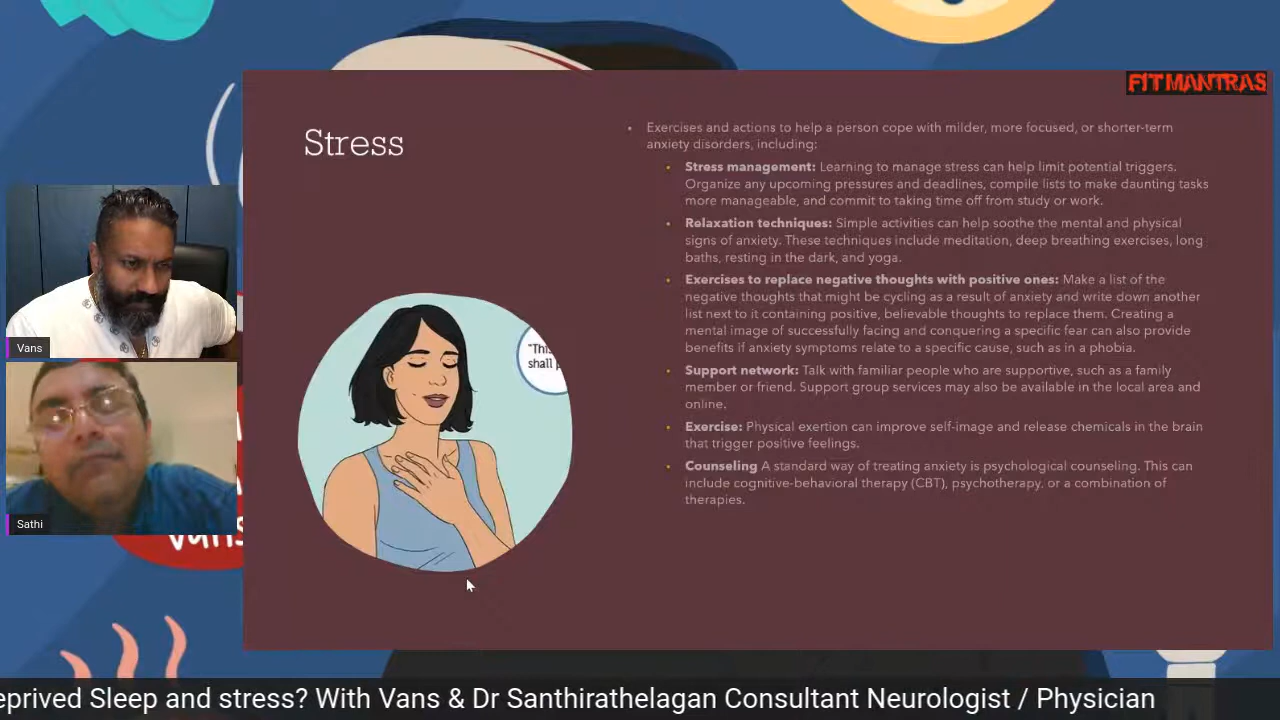 FITMANTRAS
Stress
Exercises and actions to help a person cope with milder, more focused, or shorter-term
anxiety disorders, including:
Stress management: Learning to manage stress can help limit potential triggers.
Organize any upcoming pressures and deadlines, compile lists to make daunting tasks
more manageable, and commit to taking time off from study or work.
Relaxation techniques: Simple activities can help soothe the mental and physical
signs of anxiety. These techniques include meditation, deep breathing exercises, long
baths, resting in the dark, and yoga.
Exercises to replace negative thoughts with positive ones: Make a list of the
negative thoughts that might be cycling as a result of anxiety and write down another
list next to it containing positive, believable thoughts to replace them. Creating a
mental image of successfully facing and conquering a specific fear can also provide
benefits if anxiety symptoms relate to a specific cause, such as in a phobia.
Support network: Talk with familiar people who are supportive, such as a family
member or friend. Support group services may also be available in the local area and
online.
Exercise: Physical exertion can improve self-image and release chemicals in the brain
that trigger positive feelings.
Counseling A standard way of treating anxiety is psychological counseling. This can
include cognitive-behavioral therapy (CBT), psychotherapy, or a combination of
therapies.
"This
shall p
Vans
Sathi
vans
eprived Sleep and stress? With Vans & Dr Santhirathelagan Consultant Neurologist / Physician